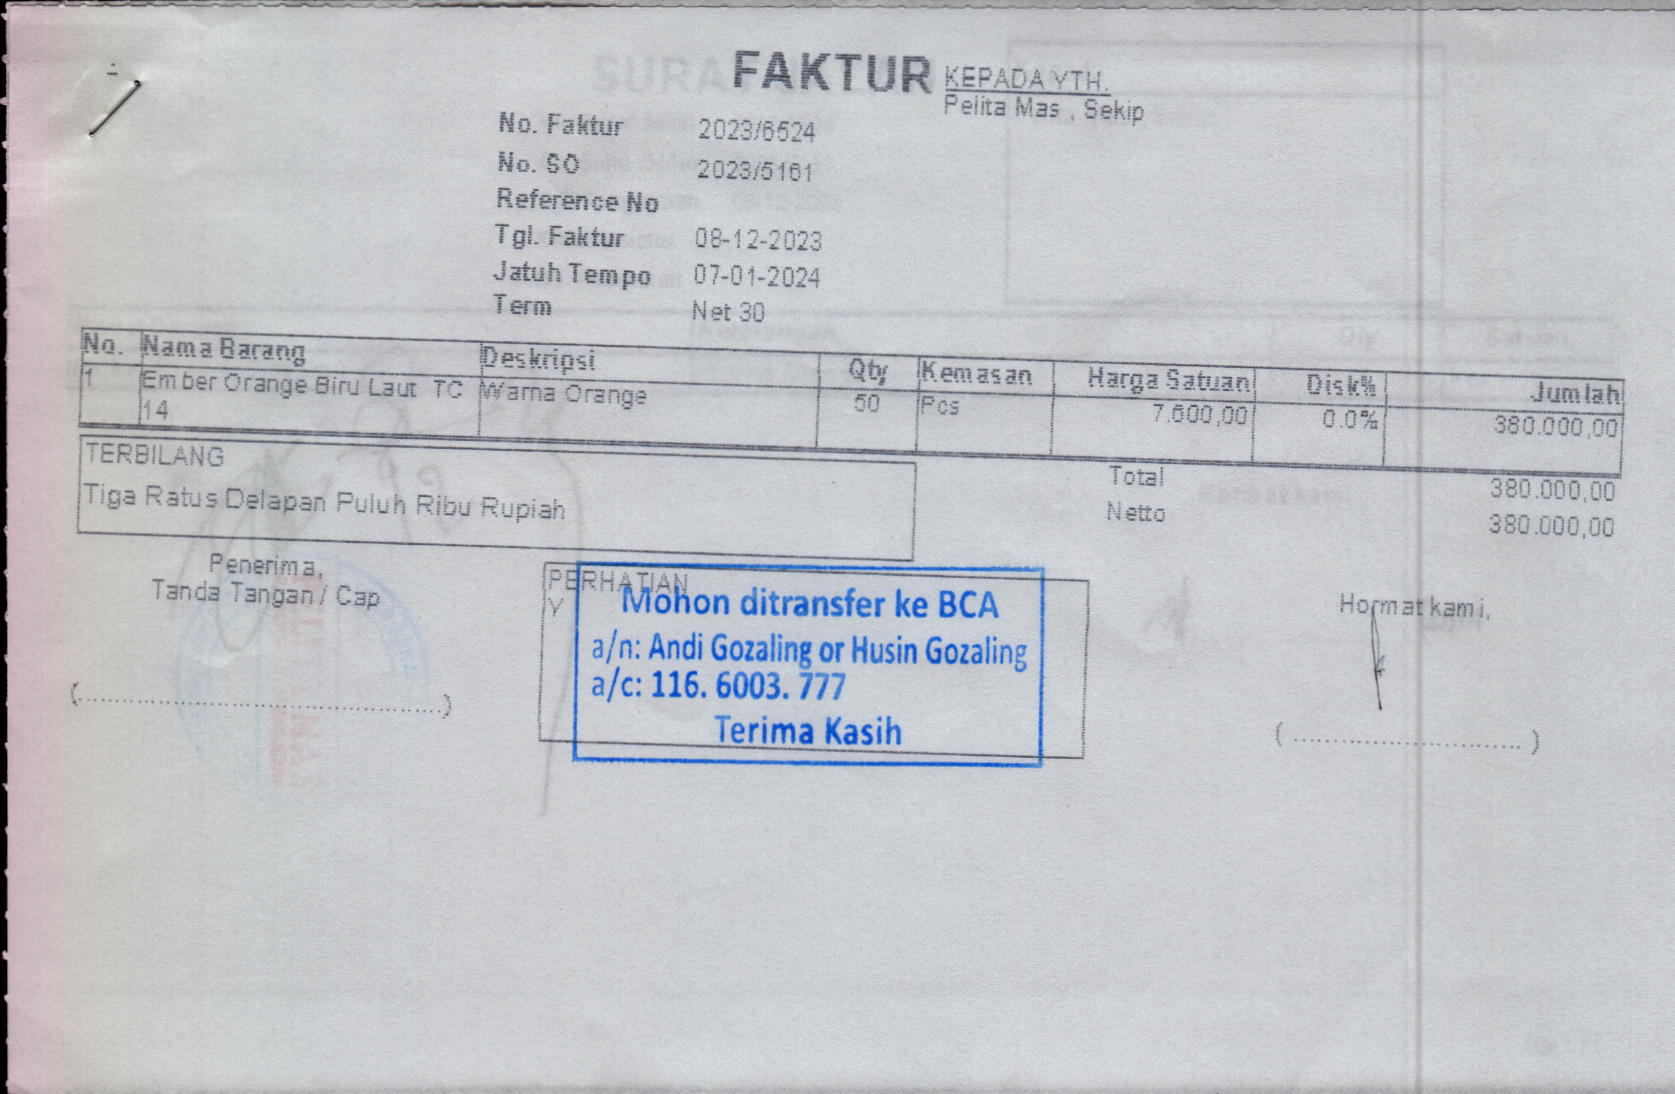 FAKTUR
KEPADA YTH.
Pelita Mas , Sekip
No. Faktur 2023/6524
No. SO 2023/5161
Reference No
Tgl. Faktur 08-12-2023
Jatuh Tempo 07-01-2024
Term Net 30
No. Nama Barang Deskripsi Qty Kemasan Harga Satuan Disk% Jumlah
1 Ember Orange Biru Laut TC Warna Orange 50 Pcs 7.600,00 0.0% 380.000,00
14
TERBILANG
Tiga Ratus Delapan Puluh Ribu Rupiah
Total 380.000,00
Netto 380.000,00
Penerima,
Tanda Tangan / Cap
(............................................)
PERHATIAN
Y
Mohon ditransfer ke BCA
a/n: Andi Gozaling or Husin Gozaling
a/c: 116. 6003. 777
Terima Kasih
Hormat kami,
(..............................)